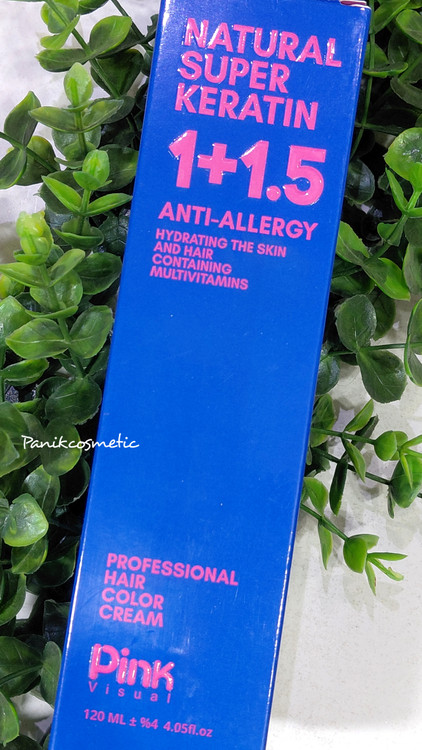 NATURAL
SUPER
KERATIN
1+1.5
ANTI-ALLERGY
HYDRATING THE SKIN
AND HAIR
CONTAINING
MULTIVITAMINS
Panikcosmetic
PROFESSIONAL
HAIR
COLOR
CREAM
Pink
Visual
120 ML ± %4 4.05fl.oz